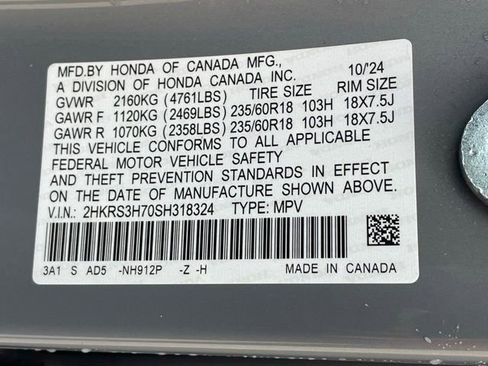 MFD.BY HONDA OF CANADA MFG., 10/'24
A DIVISION OF HONDA CANADA INC.
GVWR 2160KG (4761LBS) TIRE SIZE RIM SIZE
GAWR F 1120KG (2469LBS) 235/60R18 103H 18X7.5J
GAWR R 1070KG (2358LBS) 235/60R18 103H 18X7.5J
THIS VEHICLE CONFORMS TO ALL APPLICABLE
FEDERAL MOTOR VEHICLE SAFETY
AND THEFT PREVENTION STANDARDS IN EFFECT
ON THE DATE OF MANUFACTURE SHOWN ABOVE.
V.I.N.: 2HKRS3H70SH318324 TYPE: MPV
3A1 S AD5 -NH912P -Z -H MADE IN CANADA